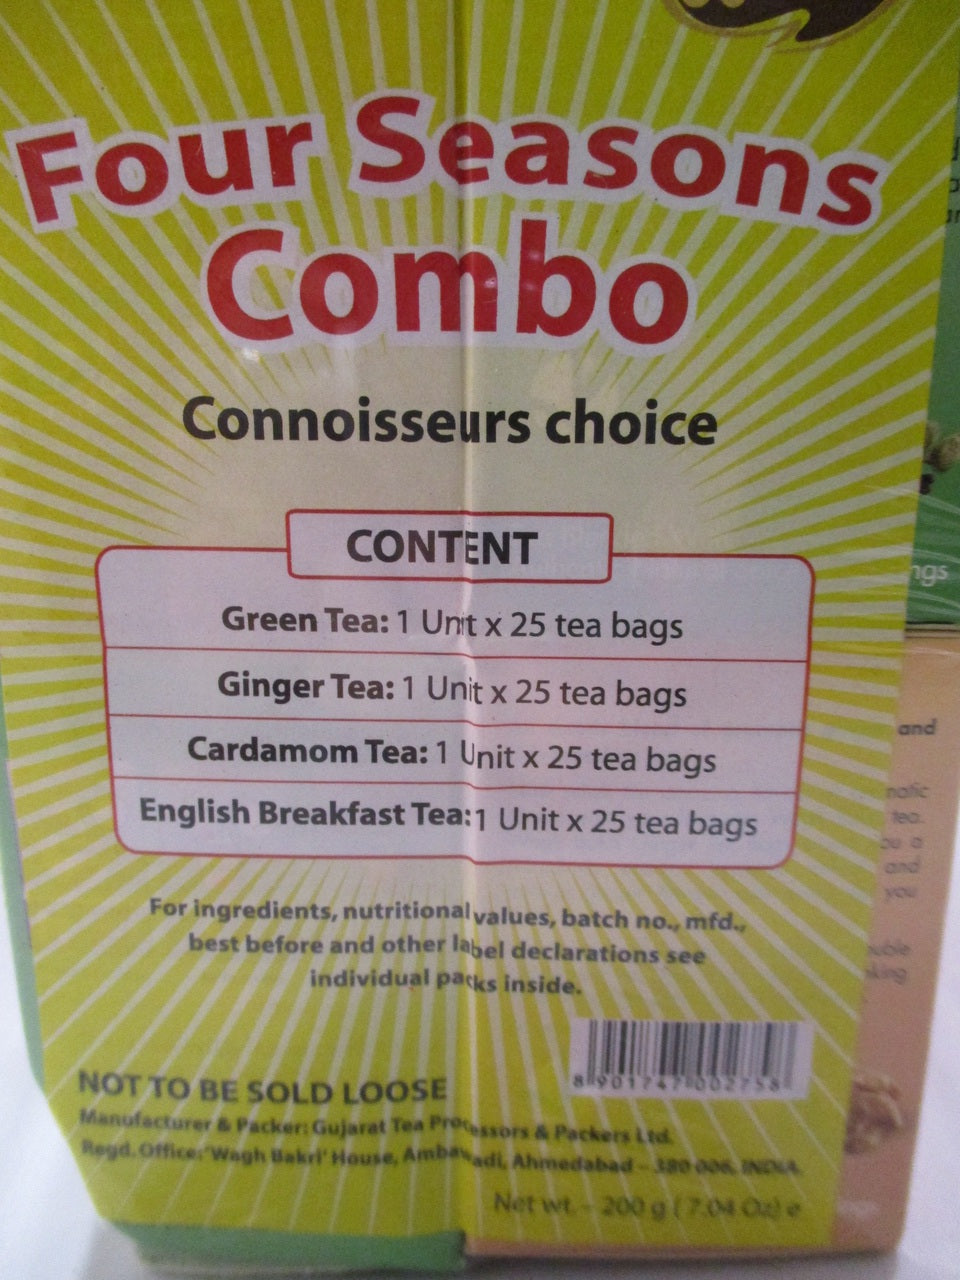 Four Seasons
Combo
Connoisseurs choice
CONTENT
Green Tea: 1 Unit x 25 tea bags
Ginger Tea: 1 Unit x 25 tea bags
Cardamom Tea: 1 Unit x 25 tea bags
English Breakfast Tea:1 Unit x 25 tea bags
For ingredients, nutritional values, batch no., mfd.,
best before and other label declarations see
individual packs inside.
8 901747 002758
NOT TO BE SOLD LOOSE
Manufacturer & Packer: Gujarat Tea Processors & Packers Ltd.
Regd. Office:'Wagh Bakri' House, Ambawadi, Ahmedabad - 380 006, INDIA.
Net wt. - 200 g ( 7.04 Oz) e
and
tea.
and
you